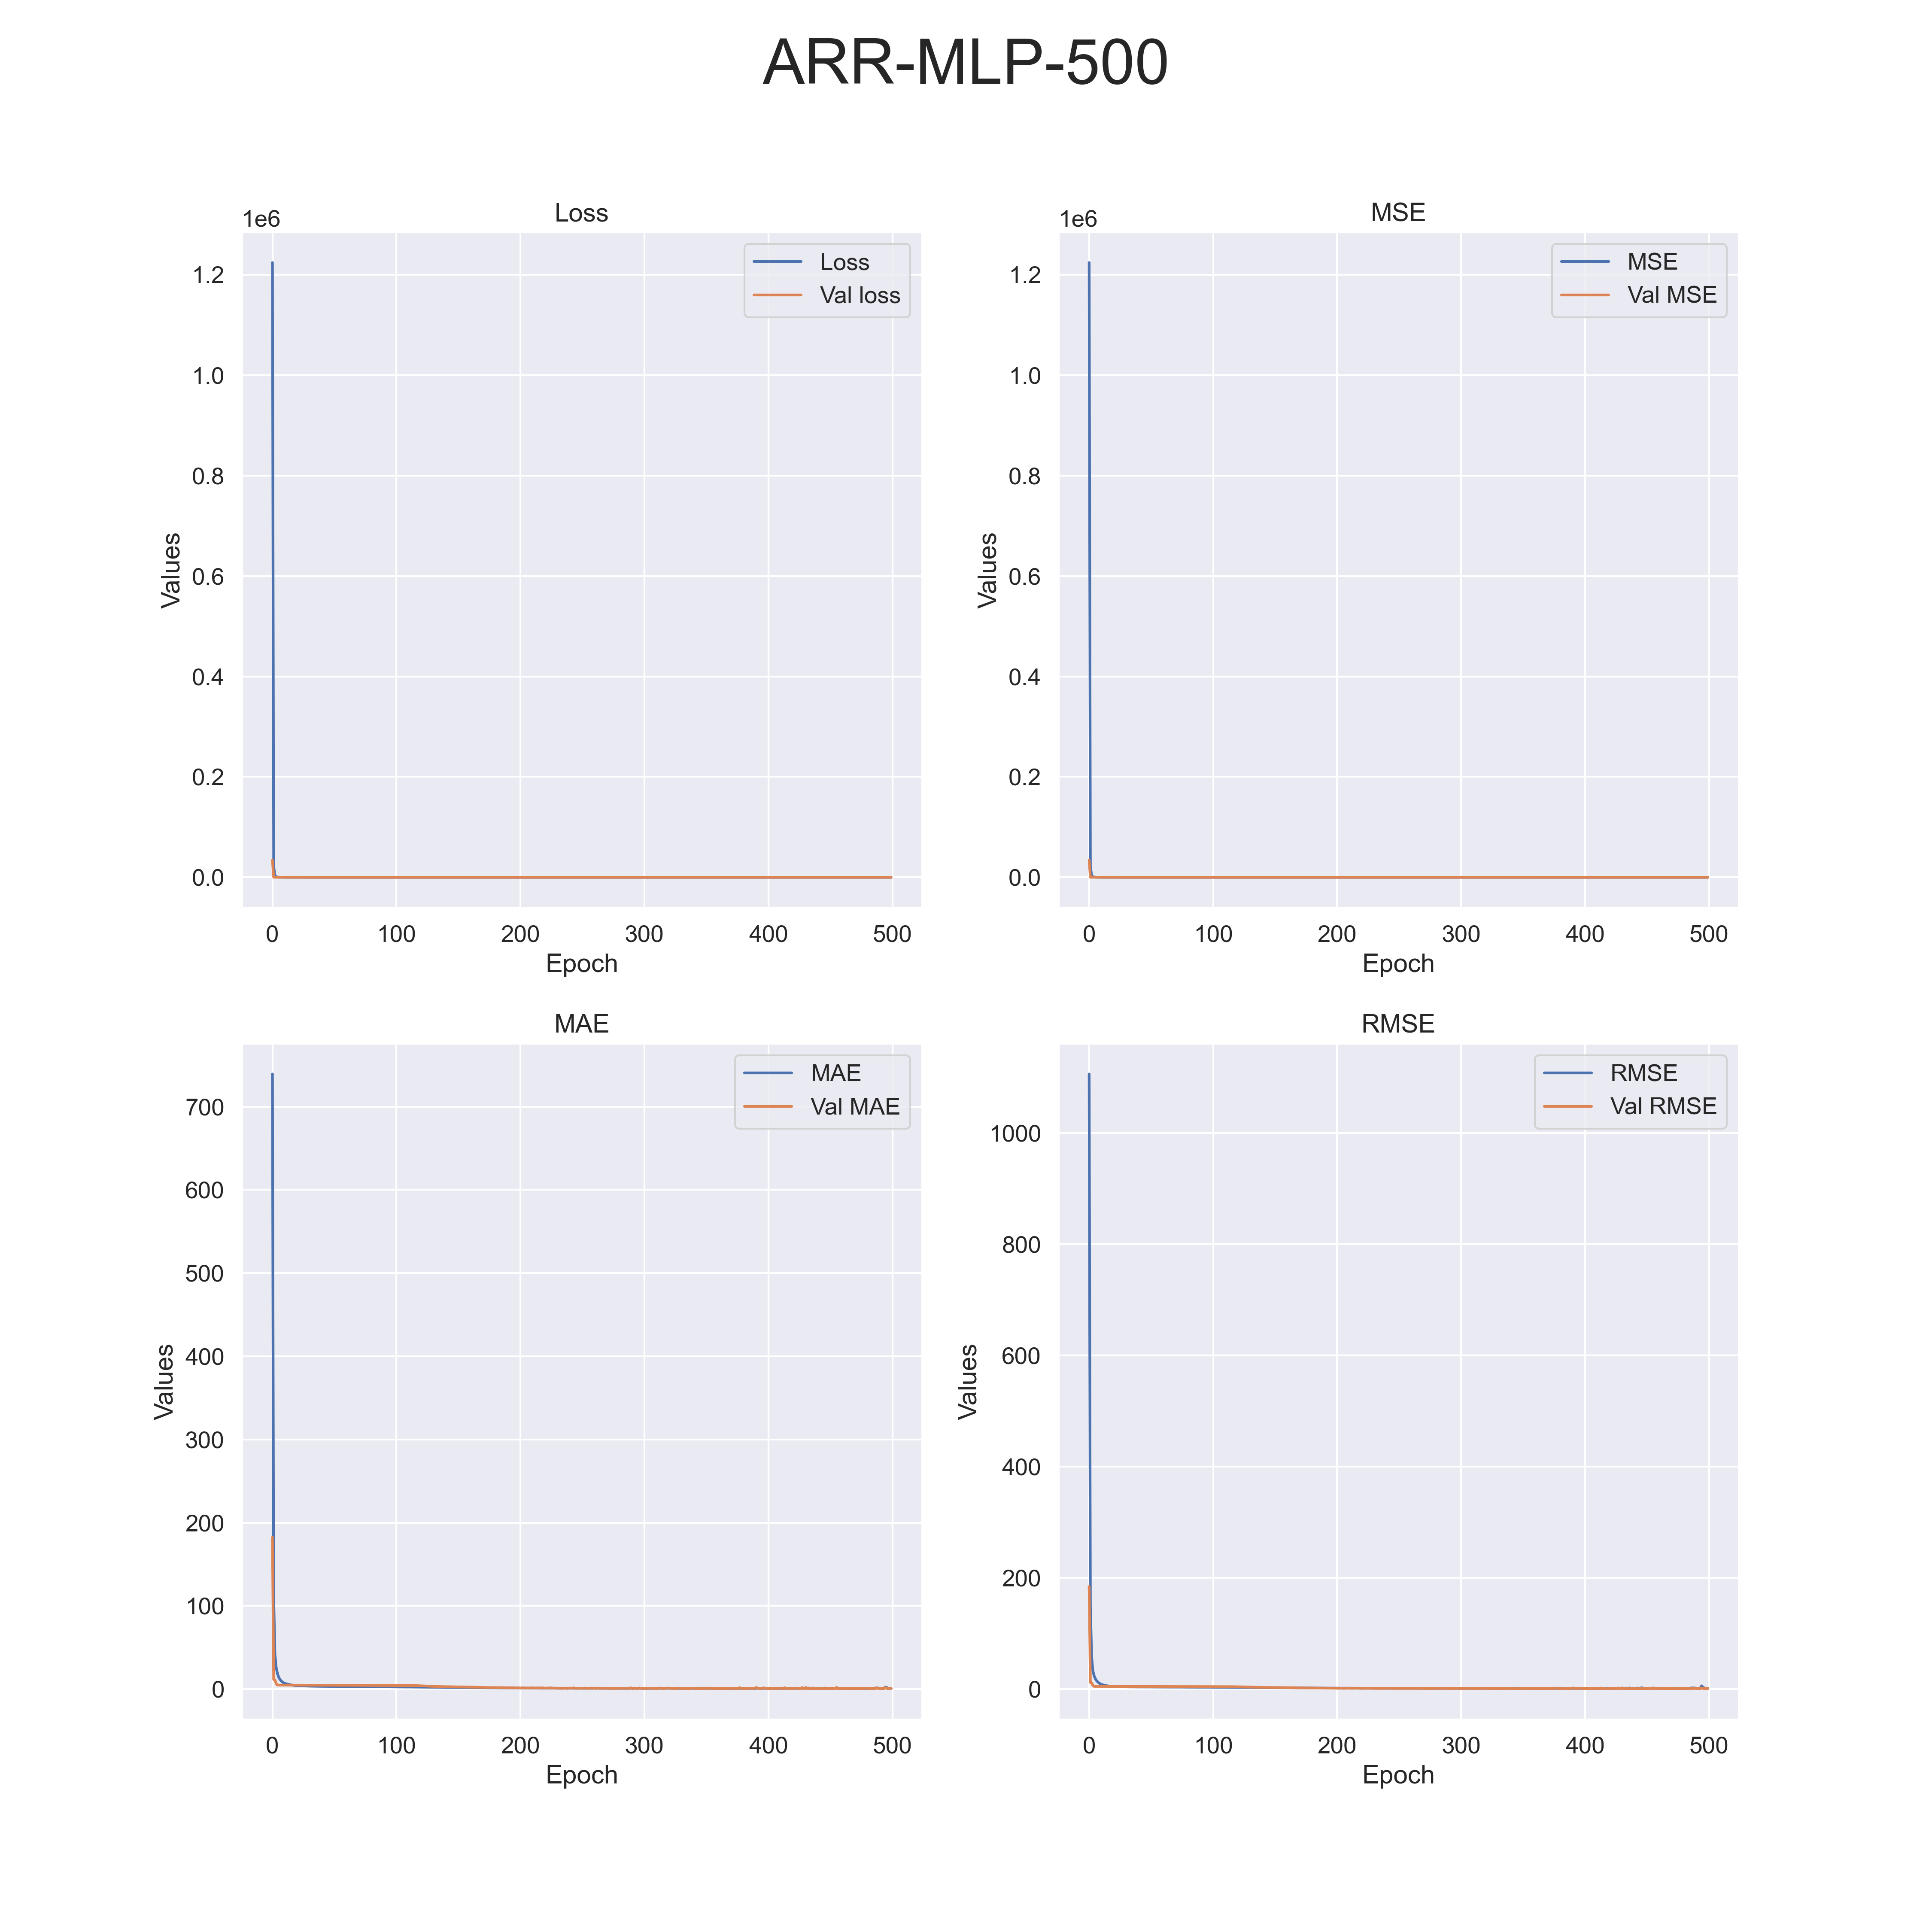 ARR-MLP-500
Loss
1e6
Loss
Val loss
1.2
1.0
0.8
0.6
0.4
0.2
0.0
Values
0 100 200 300 400 500
Epoch
MSE
1e6
MSE
Val MSE
1.2
1.0
0.8
0.6
0.4
0.2
0.0
Values
0 100 200 300 400 500
Epoch
MAE
MAE
Val MAE
700
600
500
400
300
200
100
0
Values
0 100 200 300 400 500
Epoch
RMSE
RMSE
Val RMSE
1000
800
600
400
200
0
Values
0 100 200 300 400 500
Epoch